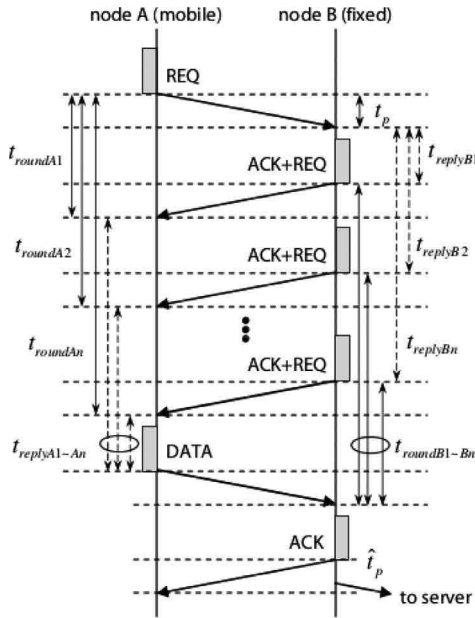 node A (mobile) node B (fixed)
REQ
t_p
t_roundA1
ACK+REQ
t_replyB1
t_roundA2
ACK+REQ
t_replyB2
t_roundAn
ACK+REQ
t_replyBn
t_replyA1~An
DATA
t_roundB1~Bn
ACK
t̂_p
to server